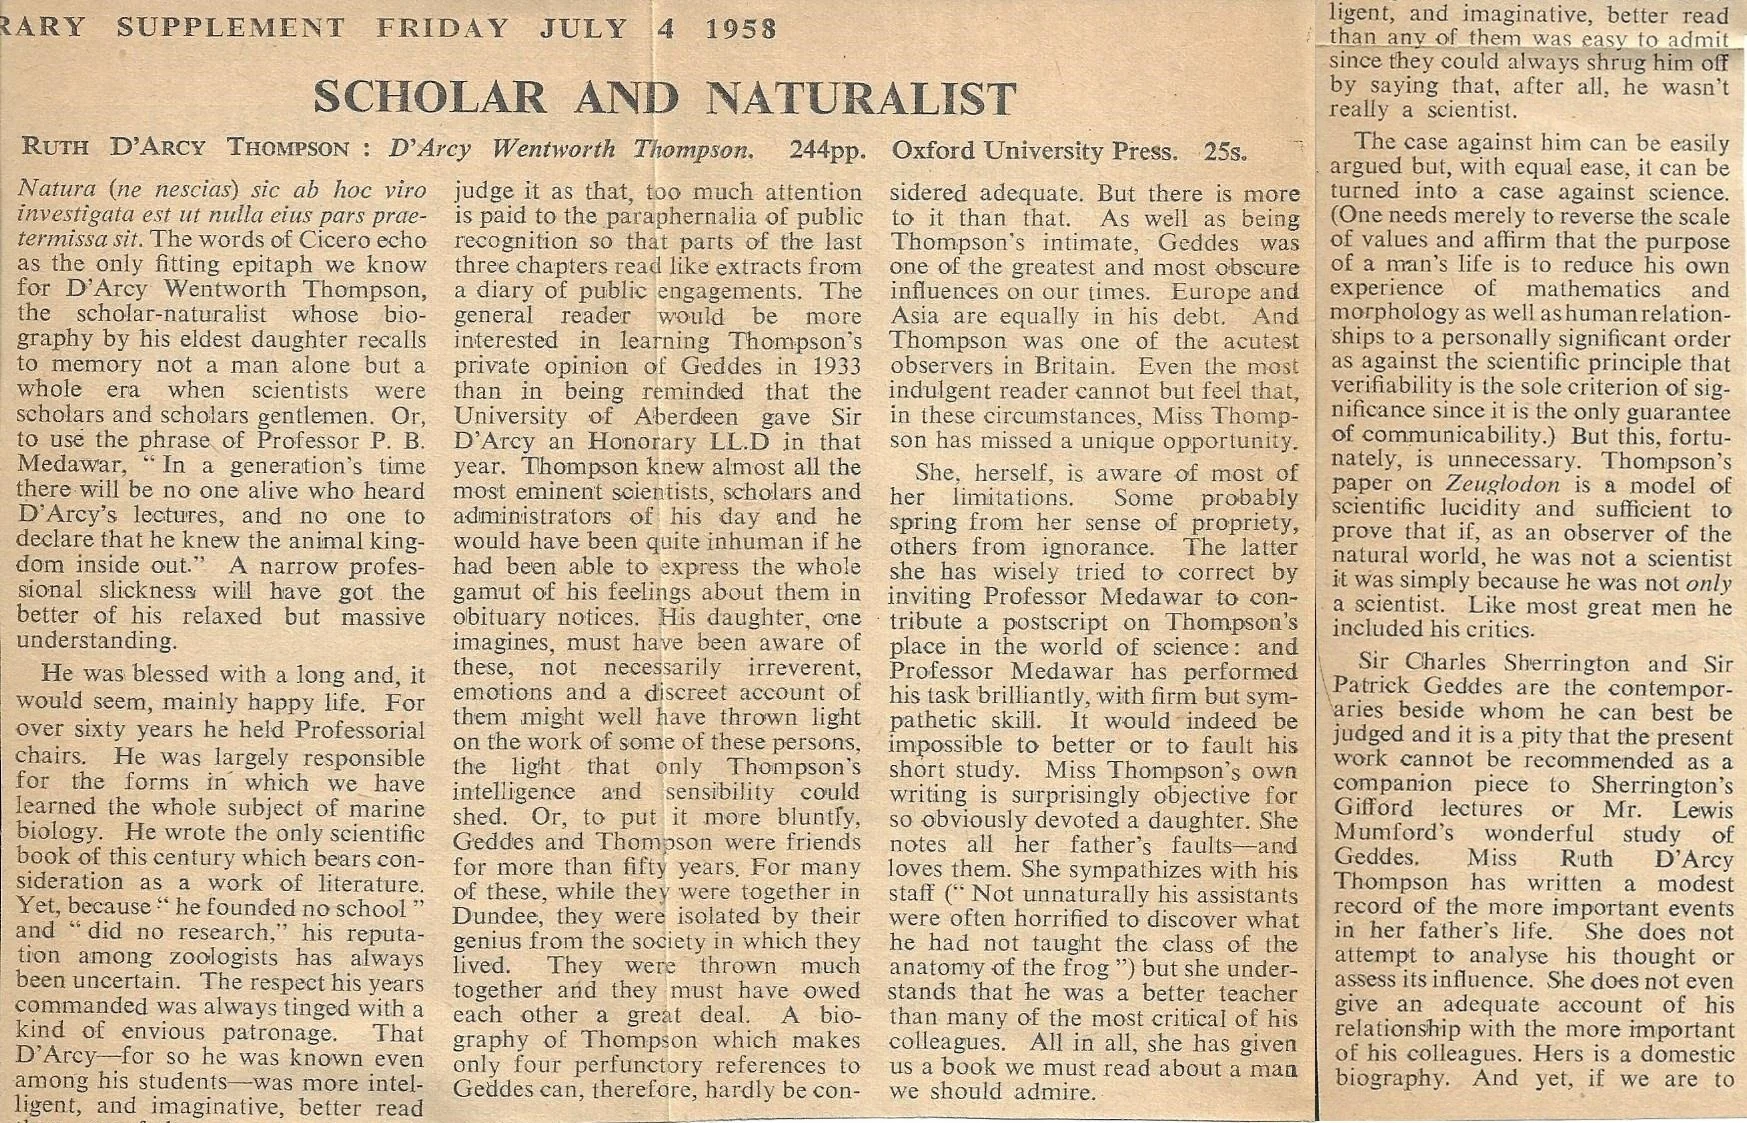 RARY SUPPLEMENT FRIDAY JULY 4 1958
SCHOLAR AND NATURALIST
RUTH D'ARCY THOMPSON : D'Arcy Wentworth Thompson. 244pp. Oxford University Press. 25s.
Natura (ne nescias) sic ab hoc viro
investigata est ut nulla eius pars prae-
termissa sit. The words of Cicero echo
as the only fitting epitaph we know
for D'Arcy Wentworth Thompson,
the scholar-naturalist whose bio-
graphy by his eldest daughter recalls
to memory not a man alone but a
whole era when scientists were
scholars and scholars gentlemen. Or,
to use the phrase of Professor P. B.
Medawar, “ In a generation's time
there will be no one alive who heard
D'Arcy's lectures, and no one to
declare that he knew the animal king-
dom inside out.” A narrow profes-
sional slickness will have got the
better of his relaxed but massive
understanding.
He was blessed with a long and, it
would seem, mainly happy life. For
over sixty years he held Professorial
chairs. He was largely responsible
for the forms in which we have
learned the whole subject of marine
biology. He wrote the only scientific
book of this century which bears con-
sideration as a work of literature.
Yet, because “ he founded no school ”
and “ did no research,” his reputa-
tion among zoologists has always
been uncertain. The respect his years
commanded was always tinged with a
kind of envious patronage. That
D'Arcy—for so he was known even
among his students—was more intel-
ligent, and imaginative, better read
ligent, and imaginative, better read
than any of them was easy to admit
since they could always shrug him off
by saying that, after all, he wasn't
really a scientist.
The case against him can be easily
argued but, with equal ease, it can be
turned into a case against science.
(One needs merely to reverse the scale
of values and affirm that the purpose
of a man's life is to reduce his own
experience of mathematics and
morphology as well as human relation-
ships to a personally significant order
as against the scientific principle that
verifiability is the sole criterion of sig-
nificance since it is the only guarantee
of communicability.) But this, fortu-
nately, is unnecessary. Thompson's
paper on Zeuglodon is a model of
scientific lucidity and sufficient to
prove that if, as an observer of the
natural world, he was not a scientist
it was simply because he was not only
a scientist. Like most great men he
included his critics.
Sir Charles Sherrington and Sir
Patrick Geddes are the contempor-
aries beside whom he can best be
judged and it is a pity that the present
work cannot be recommended as a
companion piece to Sherrington's
Gifford lectures or Mr. Lewis
Mumford's wonderful study of
Geddes. Miss Ruth D'Arcy
Thompson has written a modest
record of the more important events
in her father's life. She does not
attempt to analyse his thought or
assess its influence. She does not even
give an adequate account of his
relationship with the more important
of his colleagues. Hers is a domestic
biography. And yet, if we are to
judge it as that, too much attention
is paid to the paraphernalia of public
recognition so that parts of the last
three chapters read like extracts from
a diary of public engagements. The
general reader would be more
interested in learning Thompson's
private opinion of Geddes in 1933
than in being reminded that the
University of Aberdeen gave Sir
D'Arcy an Honorary LL.D in that
year. Thompson knew almost all the
most eminent scientists, scholars and
administrators of his day and he
would have been quite inhuman if he
had been able to express the whole
gamut of his feelings about them in
obituary notices. His daughter, one
imagines, must have been aware of
these, not necessarily irreverent,
emotions and a discreet account of
them might well have thrown light
on the work of some of these persons,
the light that only Thompson's
intelligence and sensibility could
shed. Or, to put it more bluntly,
Geddes and Thompson were friends
for more than fifty years. For many
of these, while they were together in
Dundee, they were isolated by their
genius from the society in which they
lived. They were thrown much
together and they must have owed
each other a great deal. A bio-
graphy of Thompson which makes
only four perfunctory references to
Geddes can, therefore, hardly be con-
sidered adequate. But there is more
to it than that. As well as being
Thompson's intimate, Geddes was
one of the greatest and most obscure
influences on our times. Europe and
Asia are equally in his debt. And
Thompson was one of the acutest
observers in Britain. Even the most
indulgent reader cannot but feel that,
in these circumstances, Miss Thomp-
son has missed a unique opportunity.
She, herself, is aware of most of
her limitations. Some probably
spring from her sense of propriety,
others from ignorance. The latter
she has wisely tried to correct by
inviting Professor Medawar to con-
tribute a postscript on Thompson's
place in the world of science: and
Professor Medawar has performed
his task brilliantly, with firm but sym-
pathetic skill. It would indeed be
impossible to better or to fault his
short study. Miss Thompson's own
writing is surprisingly objective for
so obviously devoted a daughter. She
notes all her father's faults—and
loves them. She sympathizes with his
staff (“ Not unnaturally his assistants
were often horrified to discover what
he had not taught the class of the
anatomy of the frog ”) but she under-
stands that he was a better teacher
than many of the most critical of his
colleagues. All in all, she has given
us a book we must read about a man
we should admire.